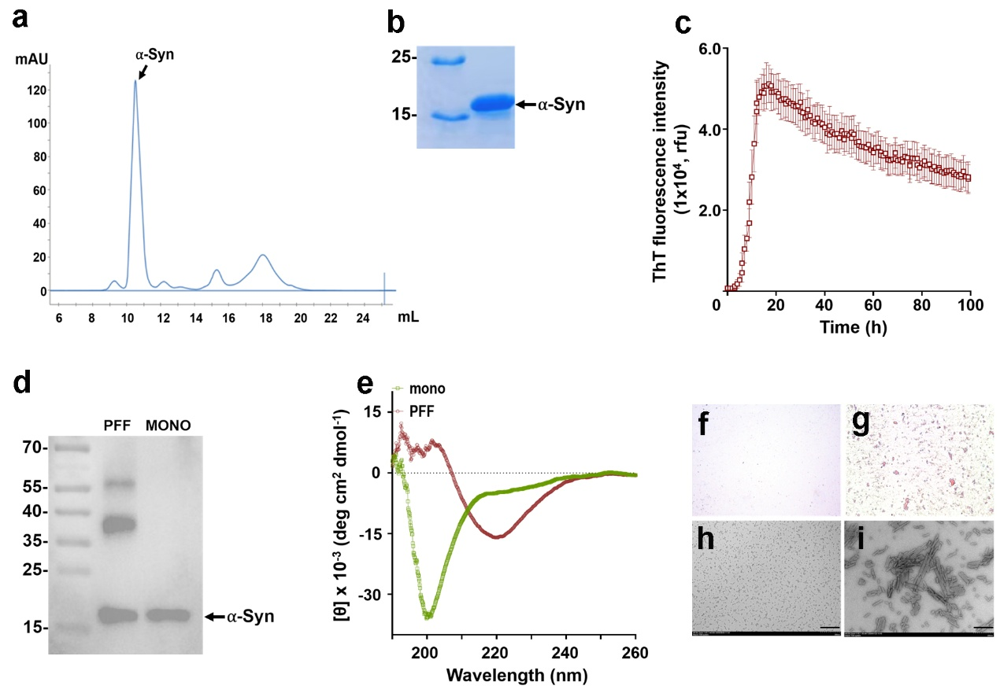 a
mAU
α-Syn
120
100
80
60
40
20
0
6 8 10 12 14 16 18 20 22 24 mL
b
25-
15-
α-Syn
c
ThT fluorescence intensity
(1x10⁴, rfu)
6.0
4.0
2.0
0 20 40 60 80 100
Time (h)
d
PFF MONO
70-
55-
40-
35-
25-
15-
α-Syn
e
mono
PFF
[θ] x 10⁻³ (deg cm² dmol⁻¹)
15
0
-15
-30
200 220 240 260
Wavelength (nm)
f
g
h
i